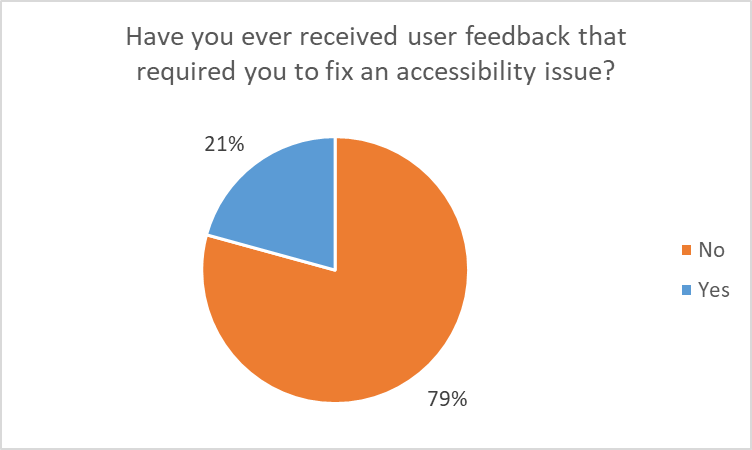 Have you ever received user feedback that
required you to fix an accessibility issue?
21%
No
Yes
79%